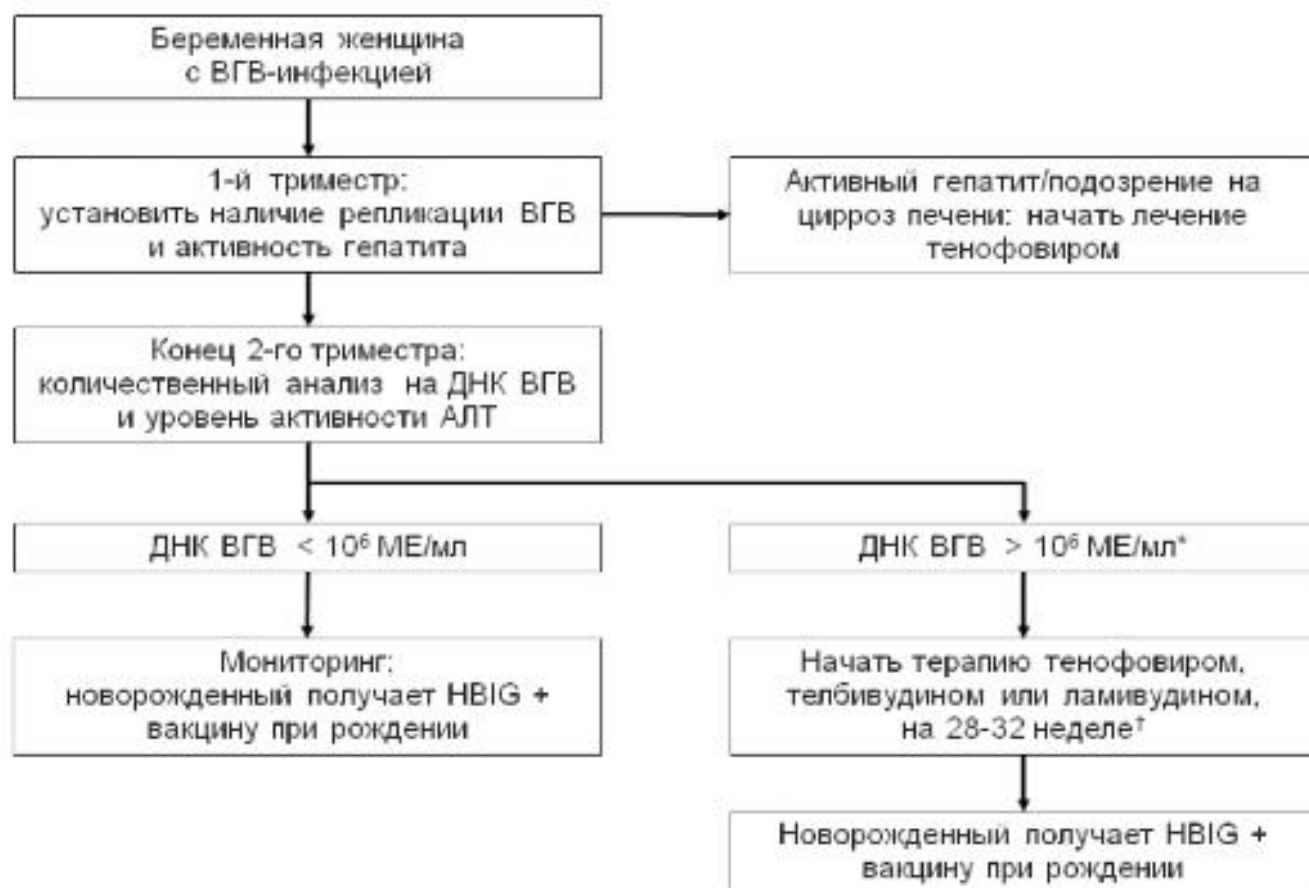 Беременная женщина
с ВГВ-инфекцией
1-й триместр:
установить наличие репликации ВГВ
и активность гепатита
Активный гепатит/подозрение на
цирроз печени: начать лечение
тенофовиром
Конец 2-го триместра:
количественный анализ на ДНК ВГВ
и уровень активности АЛТ
ДНК ВГВ < 10⁶ МЕ/мл
ДНК ВГВ > 10⁶ МЕ/мл*
Мониторинг:
новорожденный получает HBIG +
вакцину при рождении
Начать терапию тенофовиром,
телбивудином или ламивудином,
на 28-32 неделе†
Новорожденный получает HBIG +
вакцину при рождении